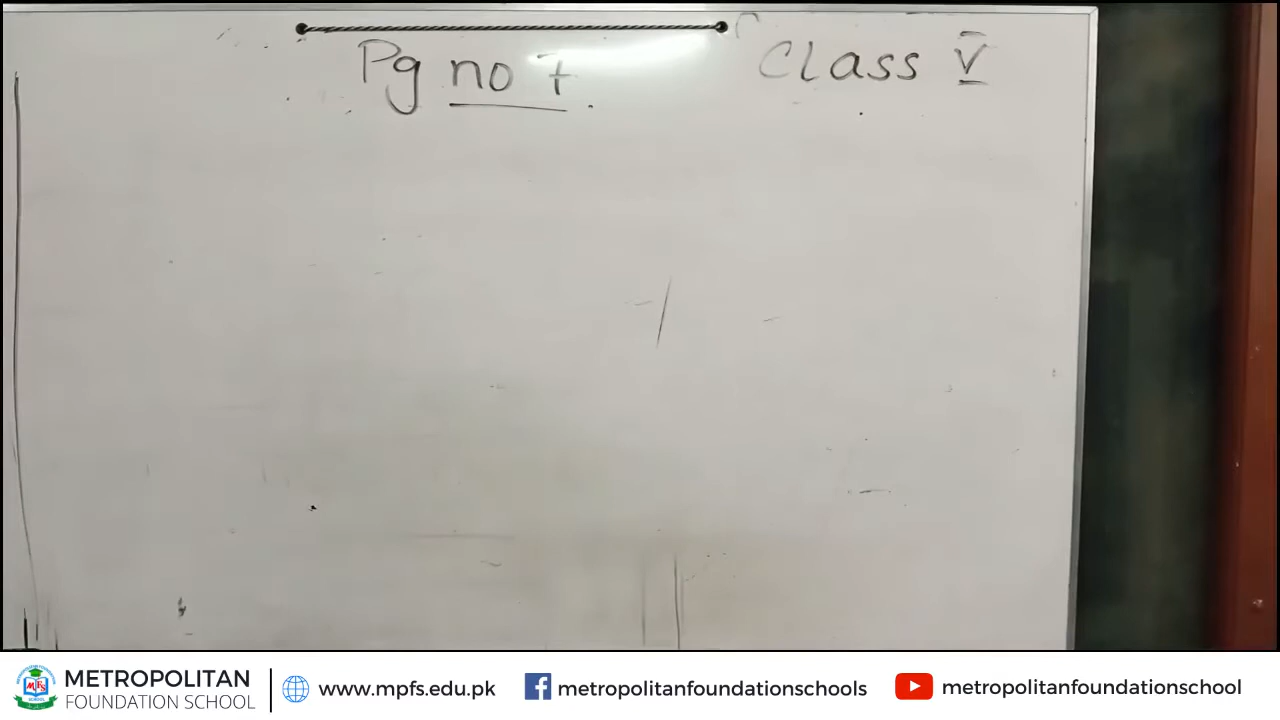 Pg no 7 Class V
METROPOLITAN
FOUNDATION SCHOOL
www.mpfs.edu.pk
metropolitanfoundationschools
metropolitanfoundationschool